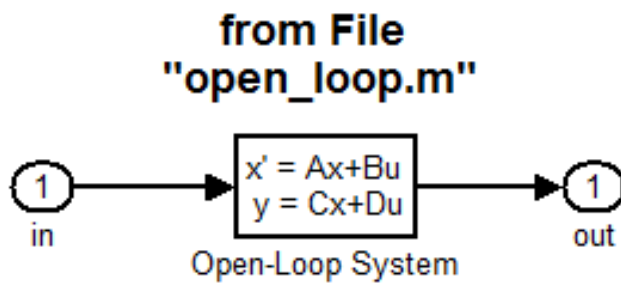 from File
"open_loop.m"
1
in
x' = Ax+Bu
y = Cx+Du
Open-Loop System
1
out